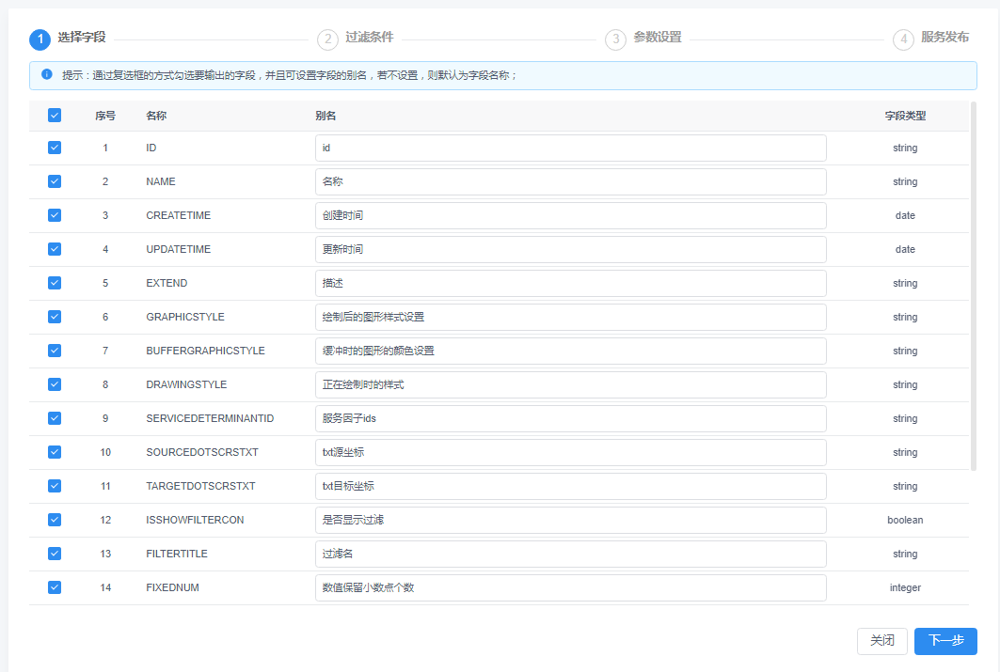 1 选择字段 2 过滤条件 3 参数设置 4 服务发布
提示：通过复选框的方式勾选要输出的字段，并且可设置字段的别名，若不设置，则默认为字段名称；
序号 名称 别名 字段类型
1 ID id string
2 NAME 名称 string
3 CREATETIME 创建时间 date
4 UPDATETIME 更新时间 date
5 EXTEND 描述 string
6 GRAPHICSTYLE 绘制后的图形样式设置 string
7 BUFFERGRAPHICSTYLE 缓冲时的图形的颜色设置 string
8 DRAWINGSTYLE 正在绘制时的样式 string
9 SERVICEDETERMINANTID 服务因子ids string
10 SOURCEDOTSCRSTXT txt源坐标 string
11 TARGETDOTSCRSTXT txt目标坐标 string
12 ISSHOWFILTERCON 是否显示过滤 boolean
13 FILTERTITLE 过滤名 string
14 FIXEDNUM 数值保留小数点个数 integer
关闭 下一步